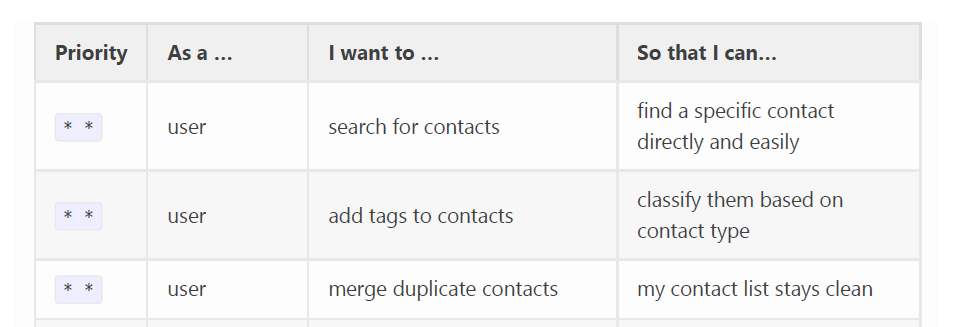 Priority As a … I want to … So that I can…
* * user search for contacts find a specific contact
directly and easily
* * user add tags to contacts classify them based on
contact type
* * user merge duplicate contacts my contact list stays clean